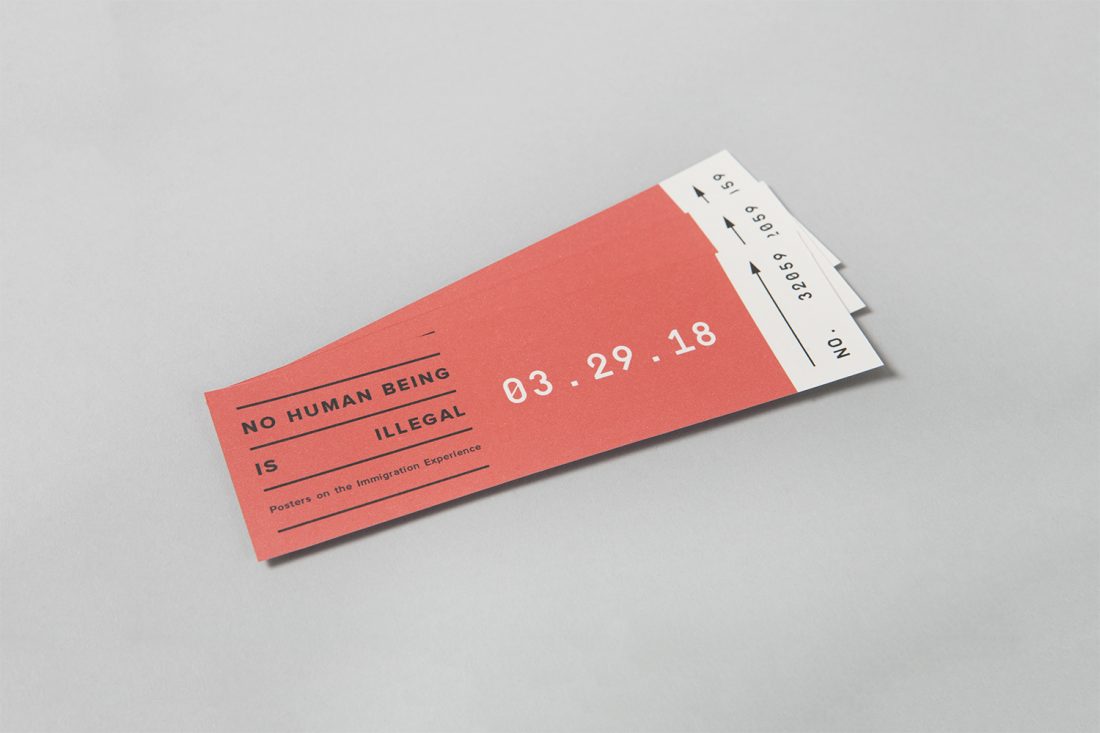 NO HUMAN BEING
IS ILLEGAL
Posters on the Immigration Experience
03.29.18
NO. 32059
2059
159